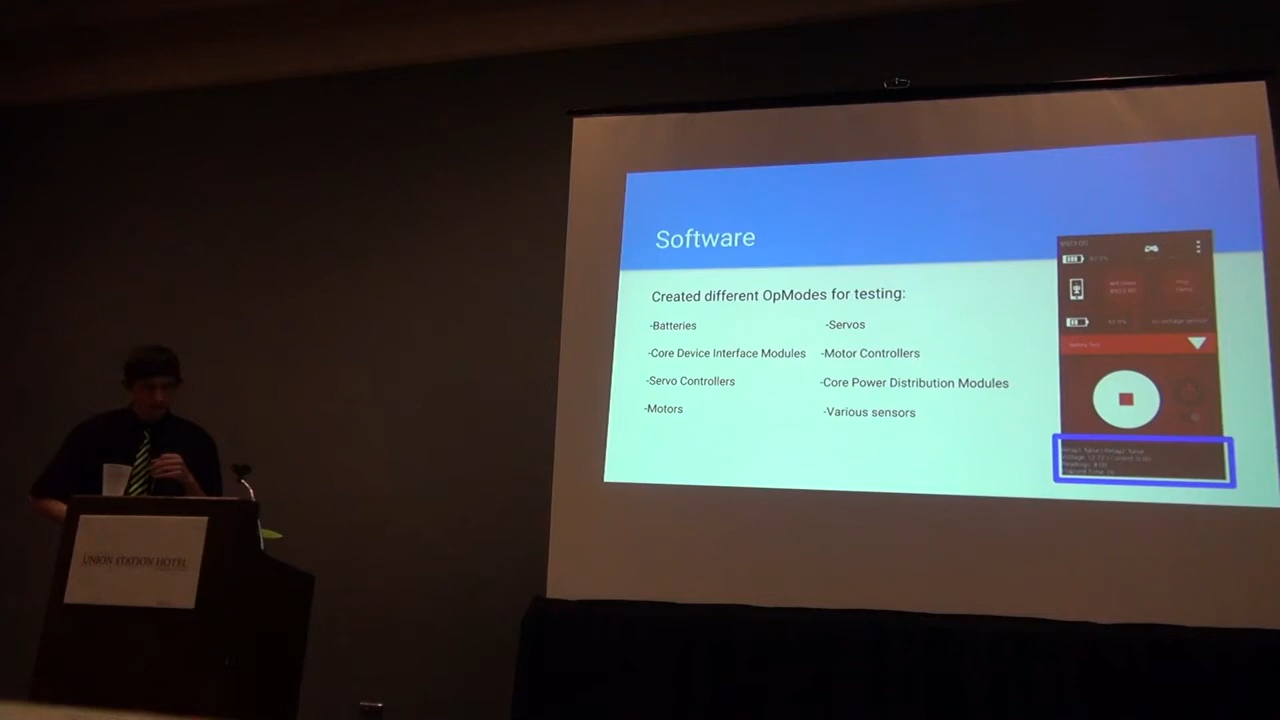 Software
Created different OpModes for testing:
-Batteries
-Core Device Interface Modules
-Servo Controllers
-Motors
-Servos
-Motor Controllers
-Core Power Distribution Modules
-Various sensors
UNION STATION HOTEL